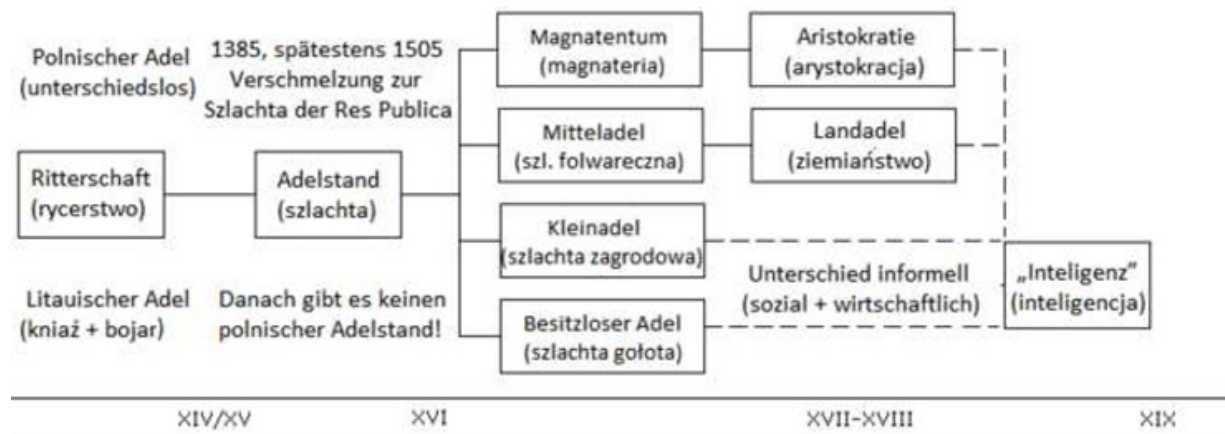 Polnischer Adel
(unterschiedslos)
1385, spätestens 1505
Verschmelzung zur
Szlachta der Res Publica
Magnatentum
(magnateria)
Aristokratie
(arystokracja)
Mitteladel
(szl. folwareczna)
Landadel
(ziemiaństwo)
Ritterschaft
(rycerstwo)
Adelstand
(szlachta)
Kleinadel
(szlachta zagrodowa)
Unterschied informell
(sozial + wirtschaftlich)
„Inteligenz"
(inteligencja)
Litauischer Adel
(kniaź + bojar)
Danach gibt es keinen
polnischer Adelstand!
Besitzloser Adel
(szlachta gołota)
XIV/XV
XVI
XVII-XVIII
XIX